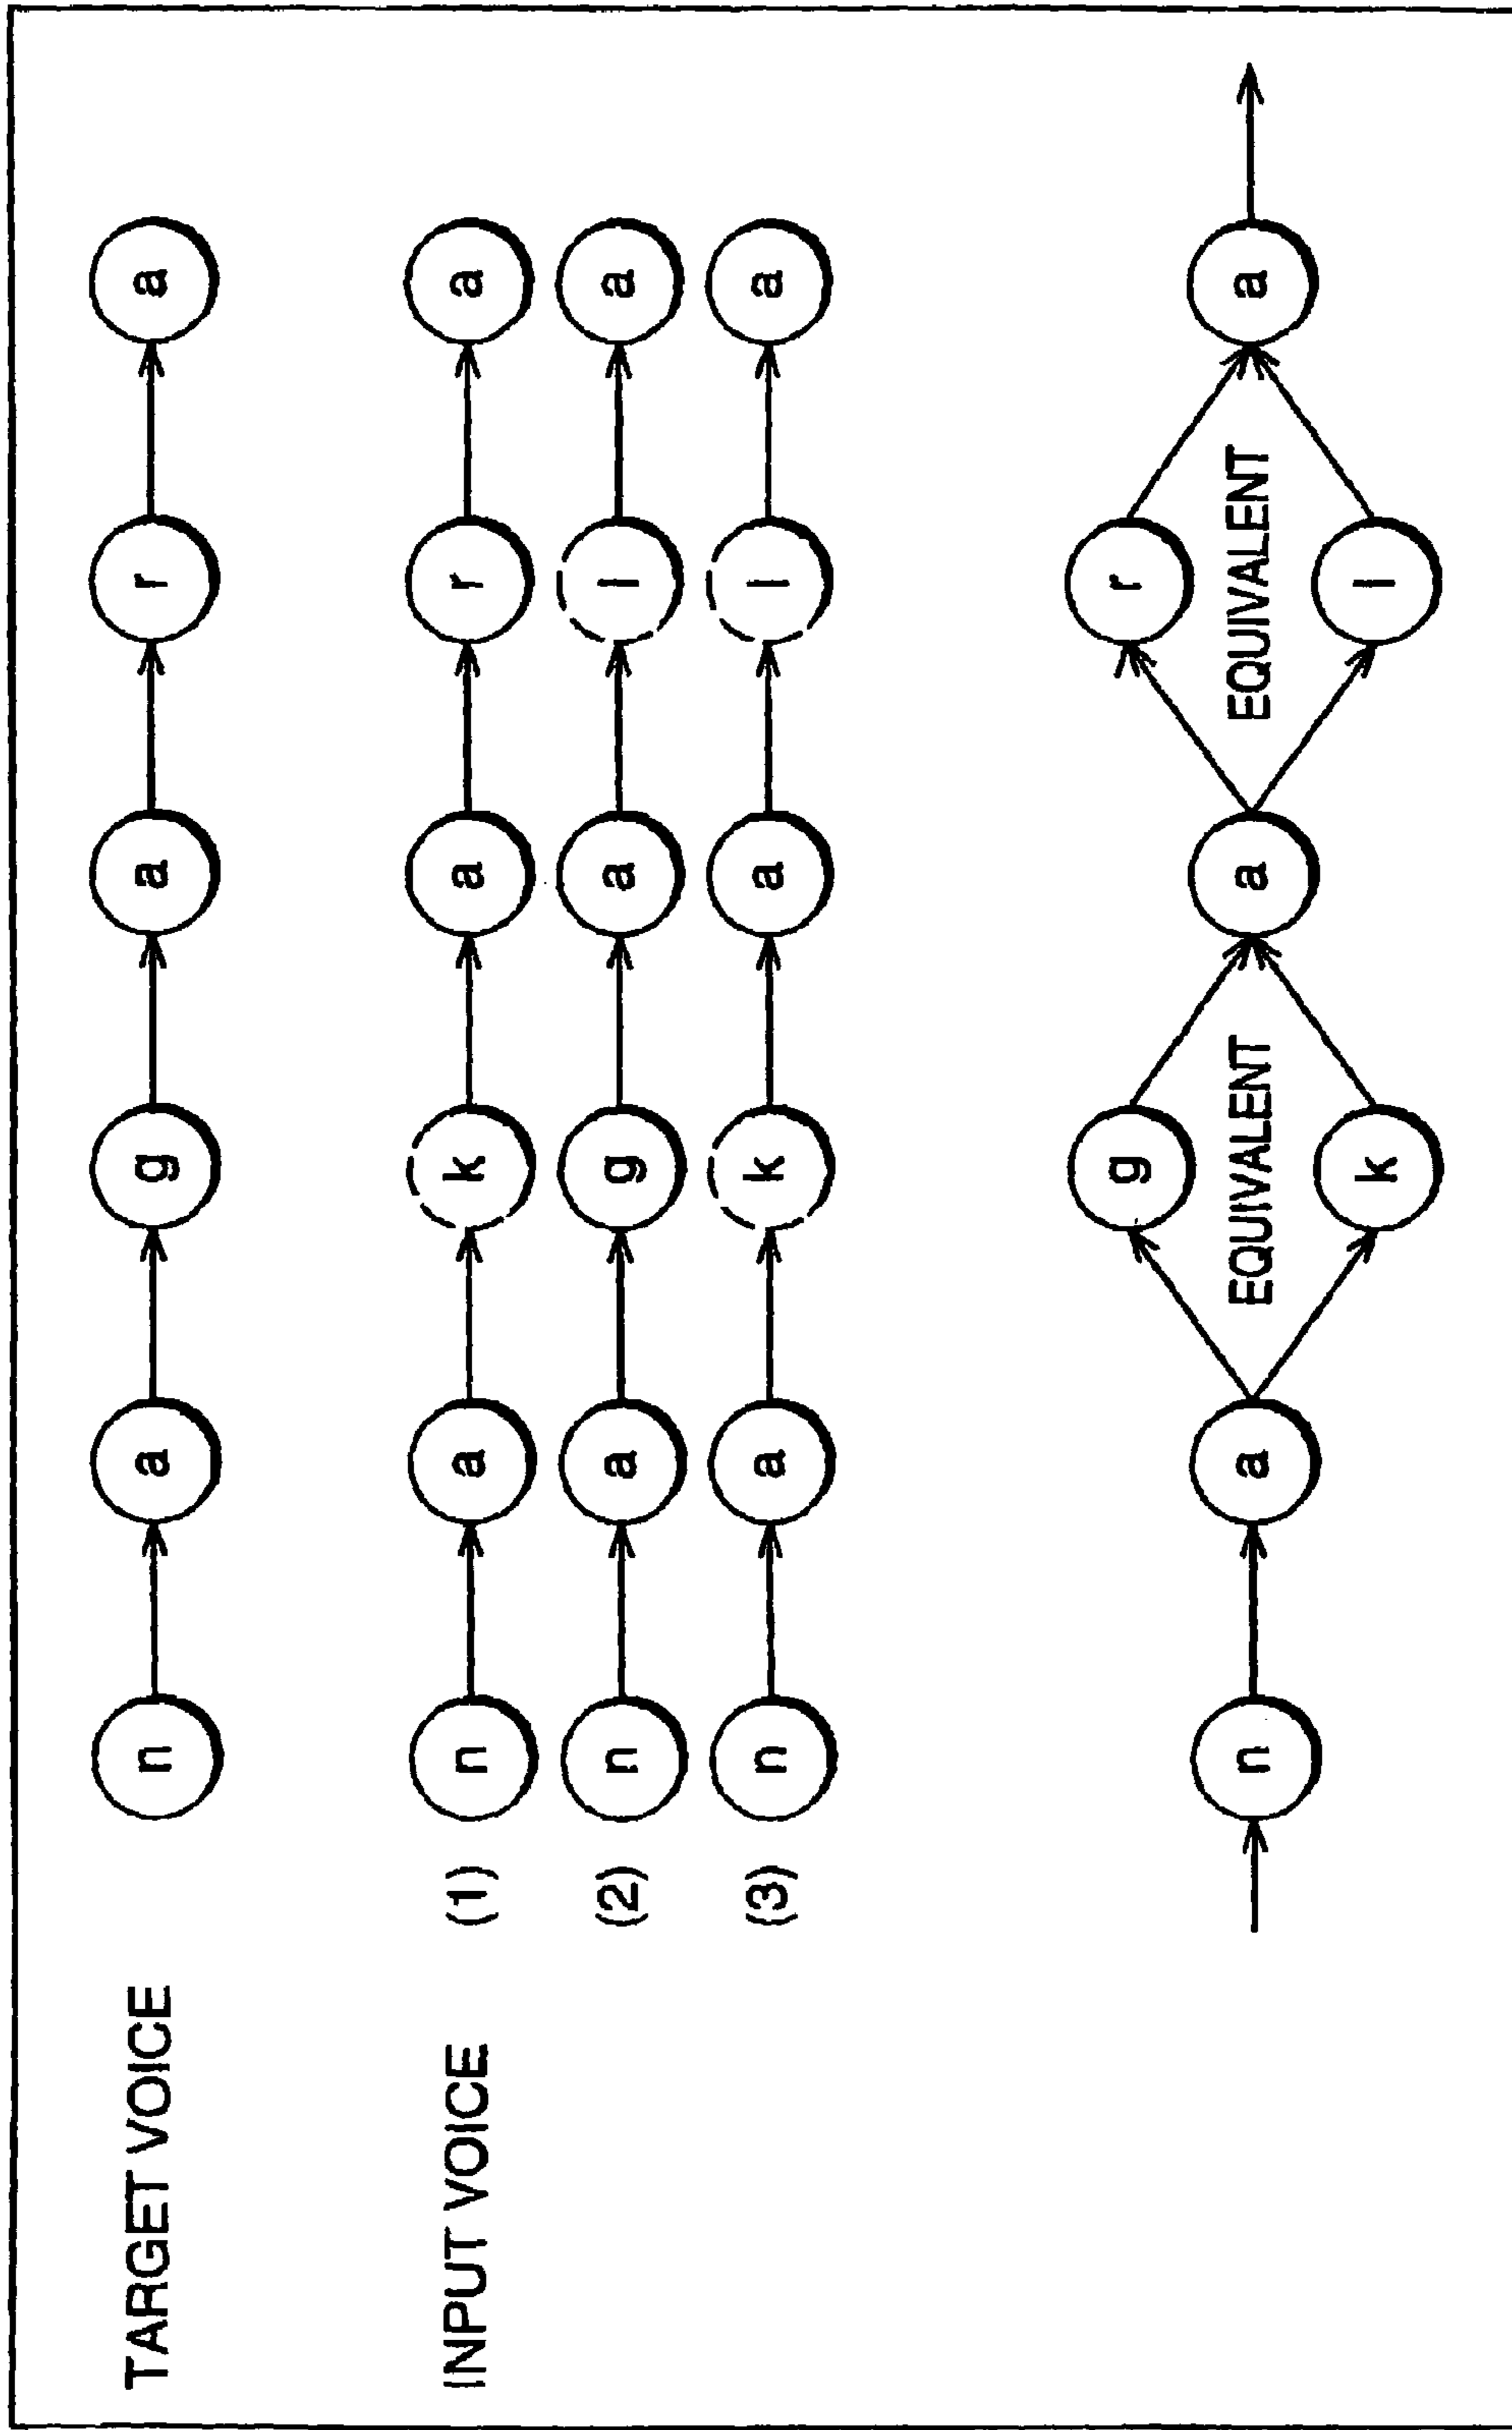 TARGET VOICE n a g a r a
INPUT VOICE (1) n a k a r a
(2) n a g a l a
(3) n a k a l a
g r
n a EQUIVALENT a EQUIVALENT a
k l